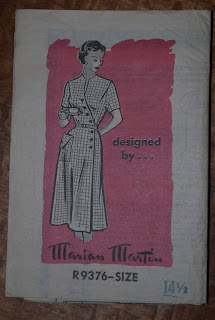 designed
by...
Marian Martin
R9376-SIZE
14½